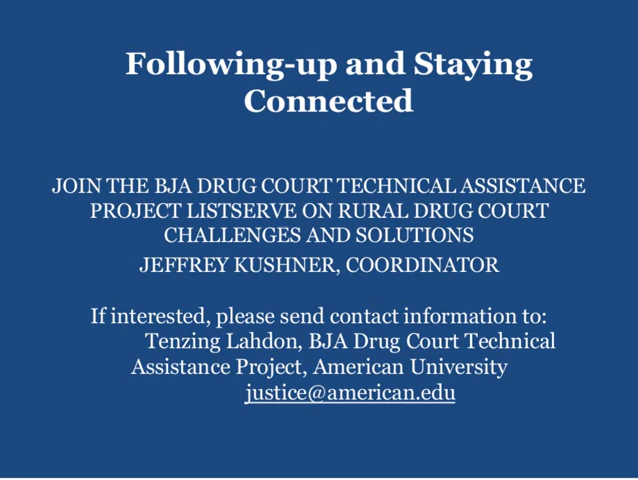 Following-up and Staying
Connected
JOIN THE BJA DRUG COURT TECHNICAL ASSISTANCE
PROJECT LISTSERVE ON RURAL DRUG COURT
CHALLENGES AND SOLUTIONS
JEFFREY KUSHNER, COORDINATOR
If interested, please send contact information to:
Tenzing Lahdon, BJA Drug Court Technical
Assistance Project, American University
justice@american.edu